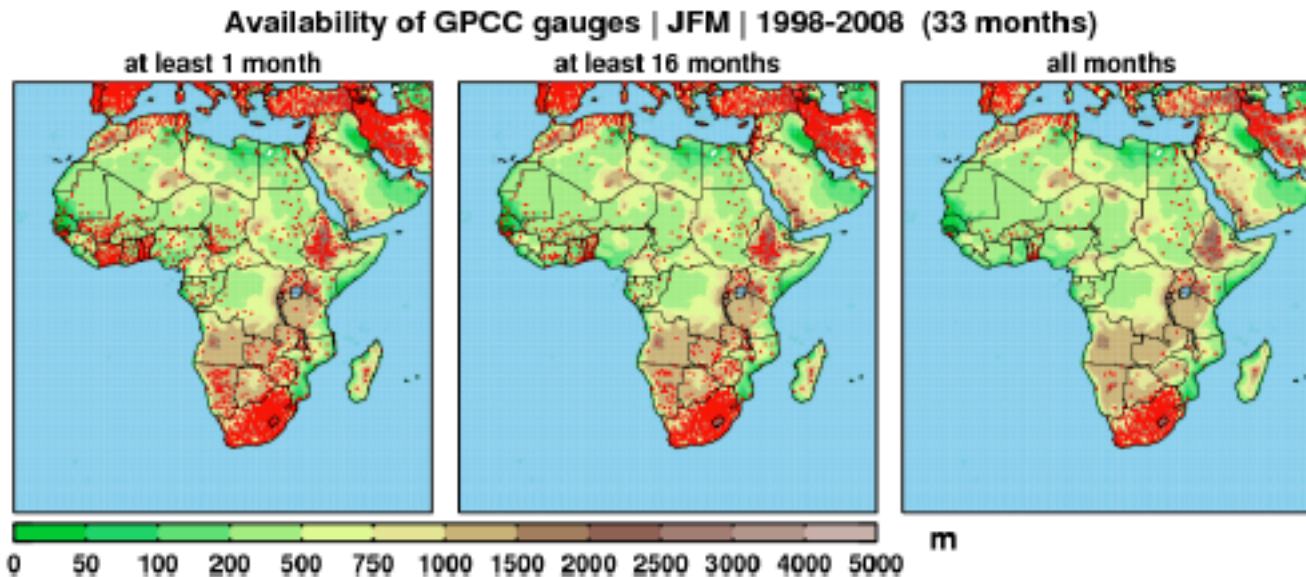 Availability of GPCC gauges | JFM | 1998-2008 (33 months)
at least 1 month
at least 16 months
all months
0 50 100 200 500 750 1000 1500 2000 2500 3000 4000 5000
m